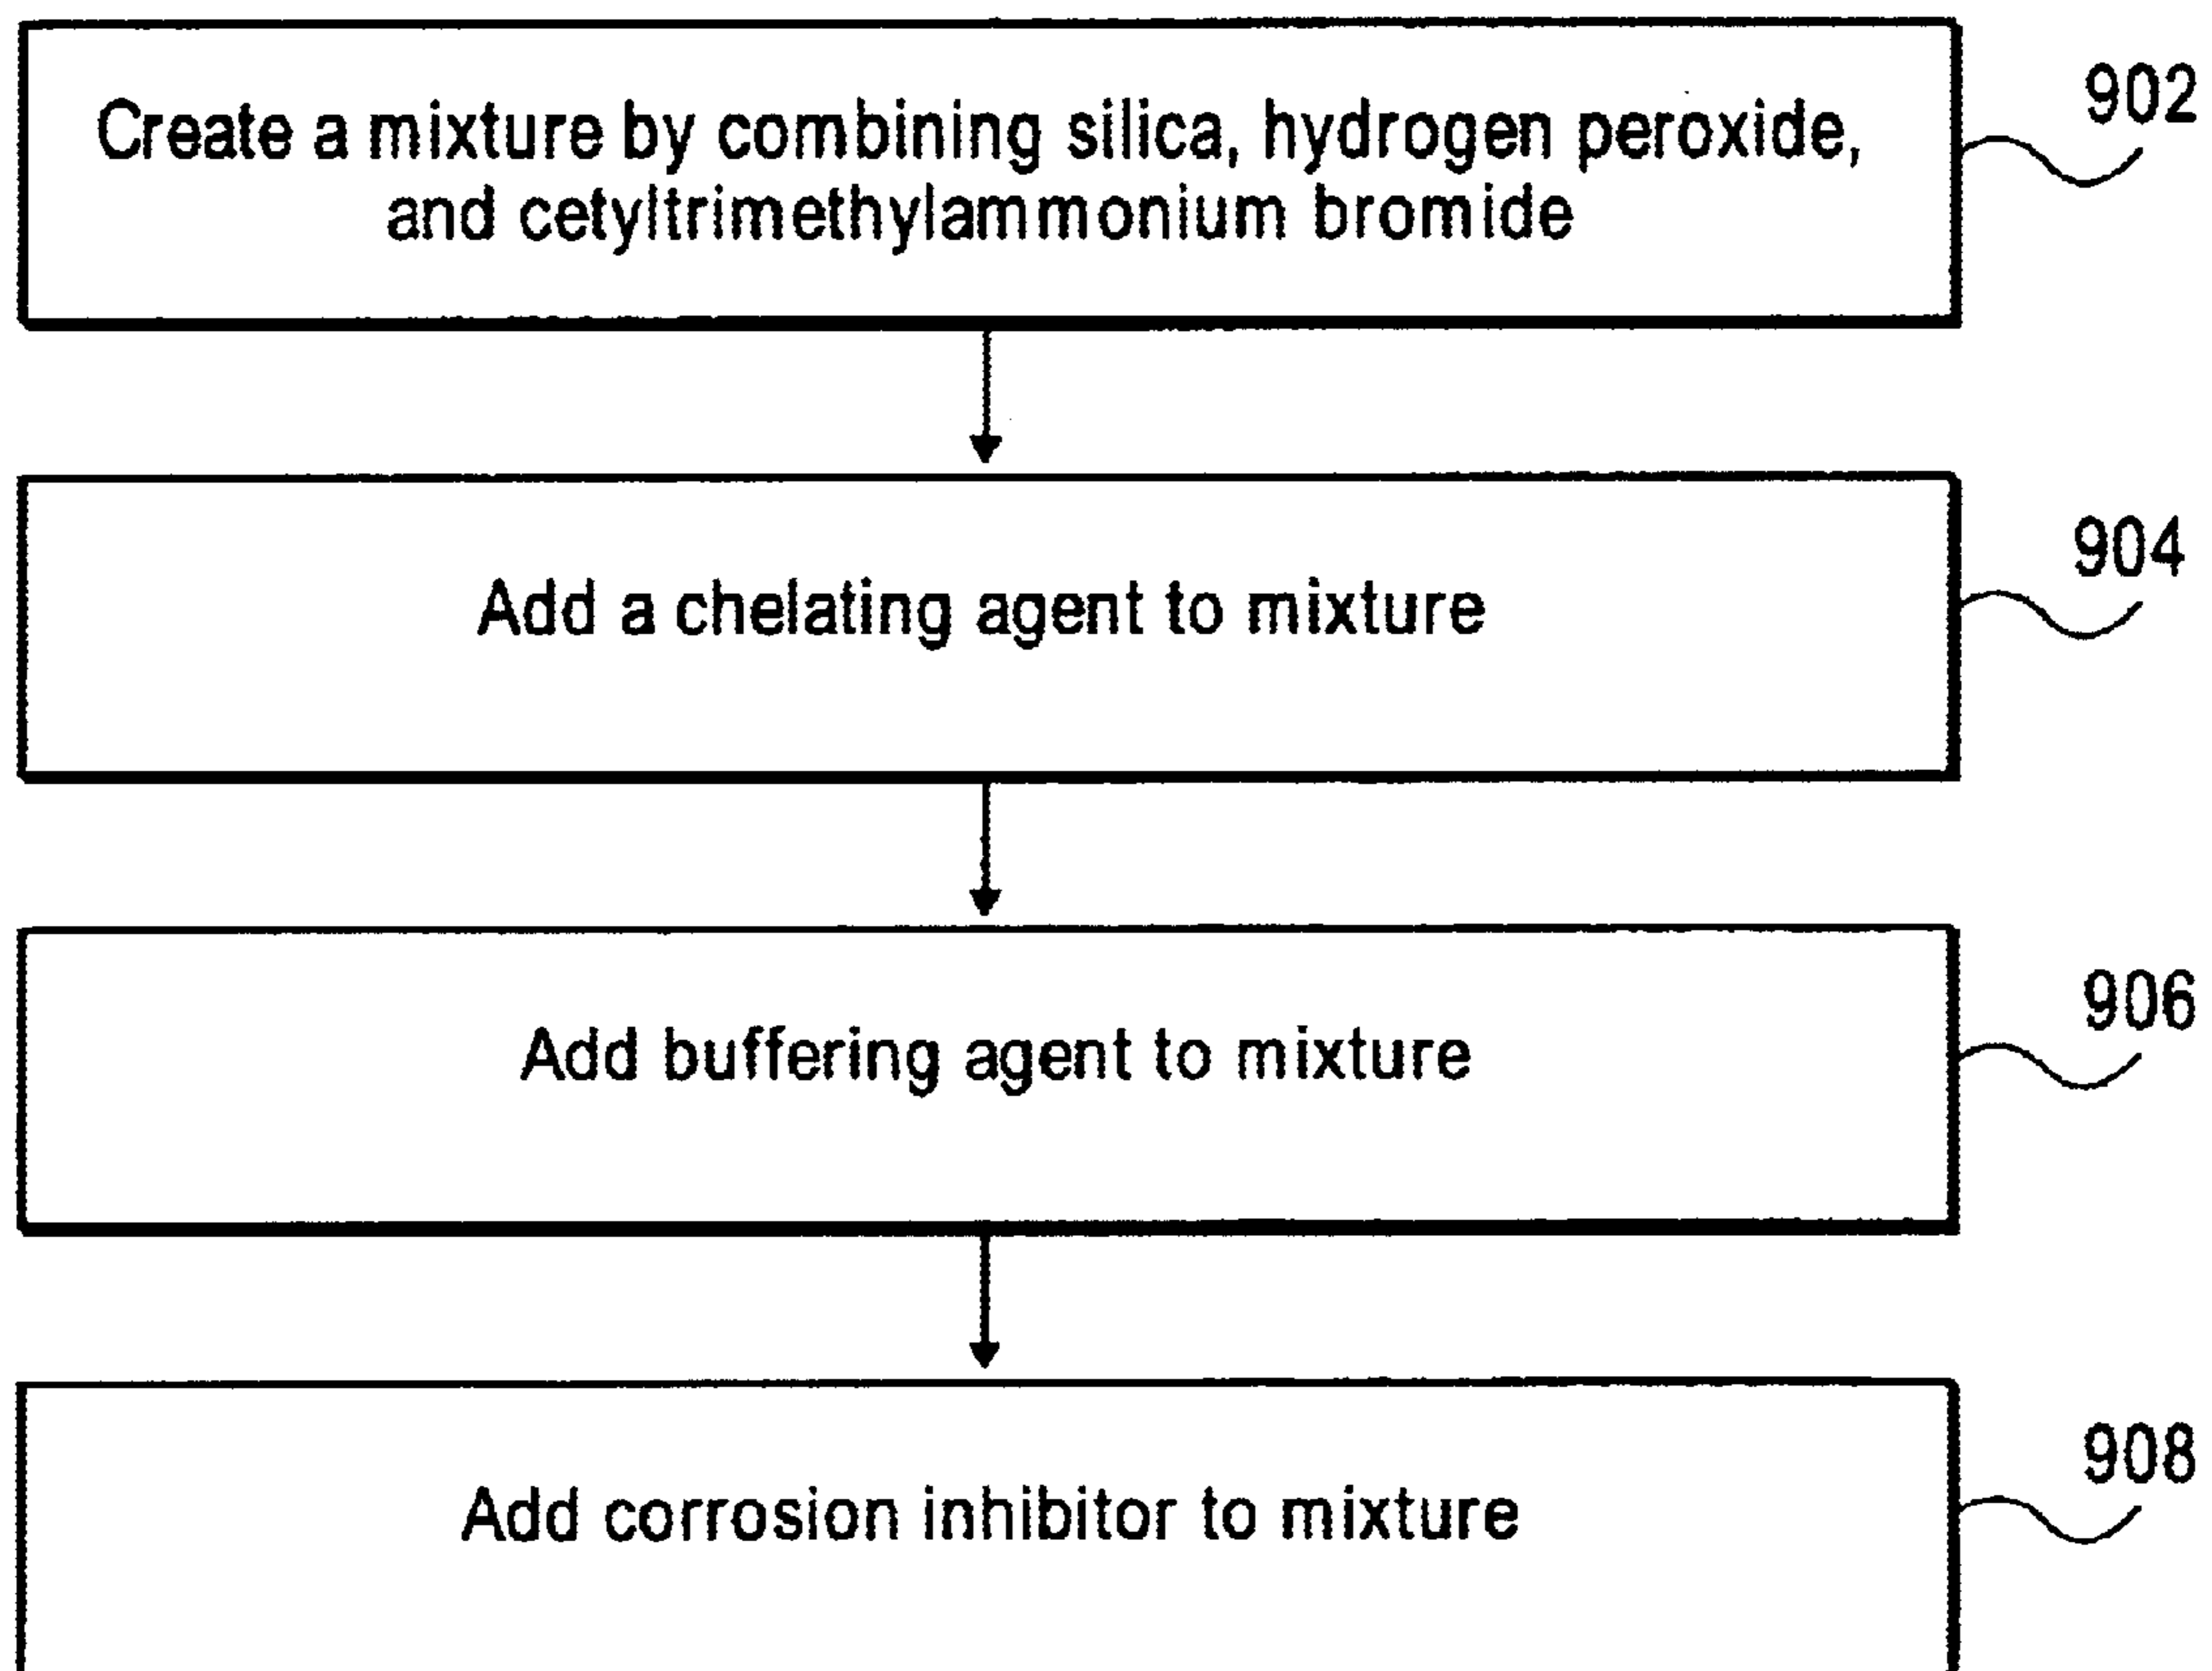 Create a mixture by combining silica, hydrogen peroxide,
and cetyltrimethylammonium bromide
902
Add a chelating agent to mixture
904
Add buffering agent to mixture
906
Add corrosion inhibitor to mixture
908